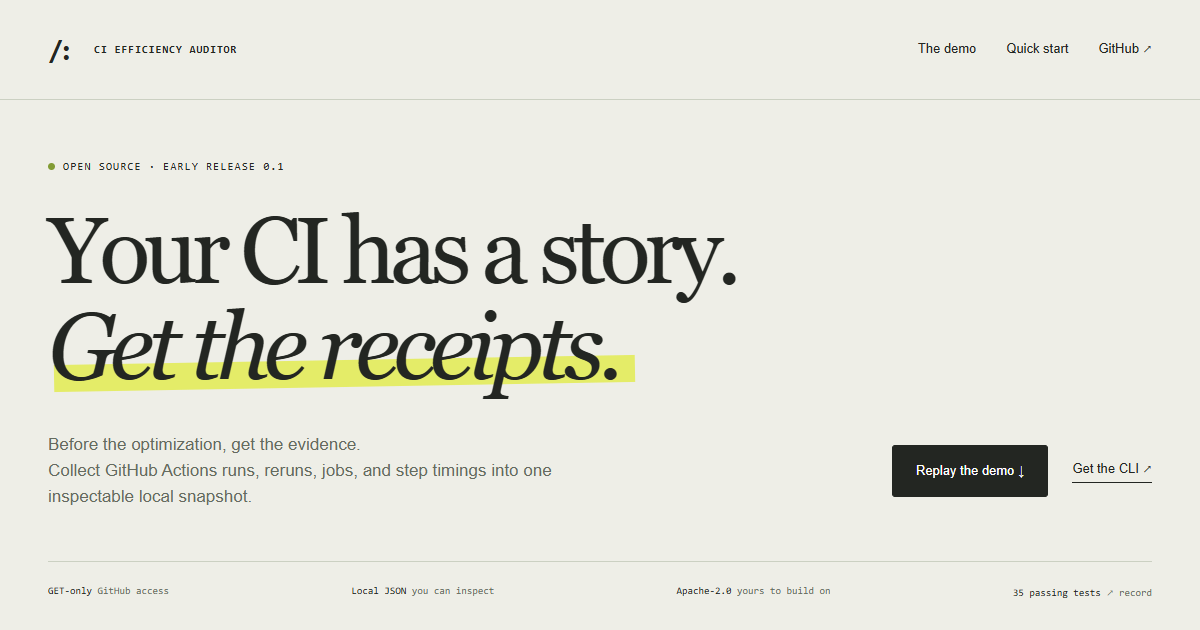 /: CI EFFICIENCY AUDITOR
The demo Quick start GitHub ↗
OPEN SOURCE · EARLY RELEASE 0.1
Your CI has a story.
Get the receipts.
Before the optimization, get the evidence.
Collect GitHub Actions runs, reruns, jobs, and step timings into one
inspectable local snapshot.
Replay the demo ↓
Get the CLI ↗
GET-only GitHub access
Local JSON you can inspect
Apache-2.0 yours to build on
35 passing tests ↗ record